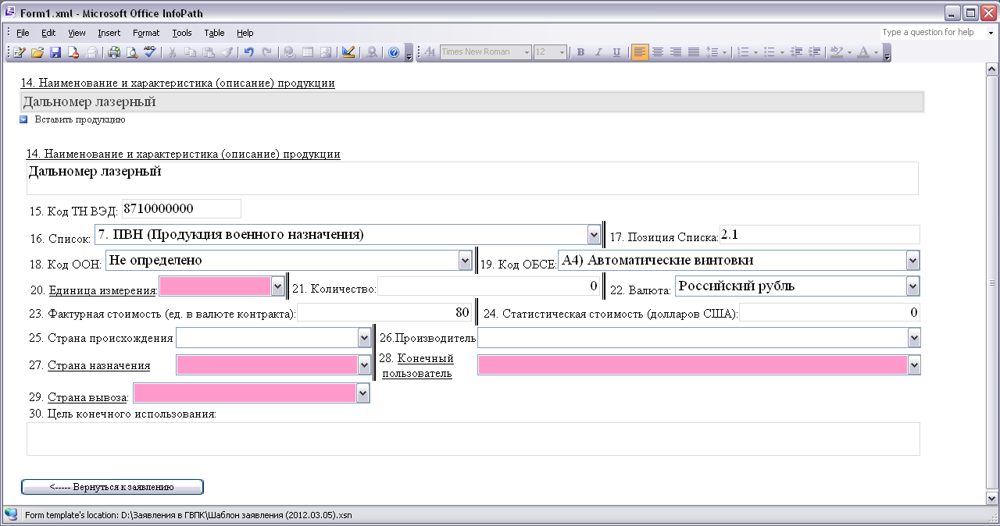 Form1.xml - Microsoft Office InfoPath
File Edit View Insert Format Tools Table Help
Type a question for help
Times New Roman 12 B I U
14. Наименование и характеристика (описание) продукции
Дальномер лазерный
Вставить продукцию
14. Наименование и характеристика (описание) продукции
Дальномер лазерный
15. Код ТН ВЭД: 8710000000
16. Список: 7. ПВН (Продукция военного назначения) 17. Позиция Списка: 2.1
18. Код ООН: Не определено 19. Код ОБСЕ: А4) Автоматические винтовки
20. Единица измерения: 21. Количество: 0 22. Валюта: Российский рубль
23. Фактурная стоимость (ед. в валюте контракта): 80 24. Статистическая стоимость (долларов США): 0
25. Страна происхождения 26.Производитель
27. Страна назначения 28. Конечный
пользователь
29. Страна вывоза:
30. Цель конечного использования:
<----- Вернуться к заявлению
Form template's location: D:\Заявления в ГВПК\Шаблон заявления (2012.03.05).xsn